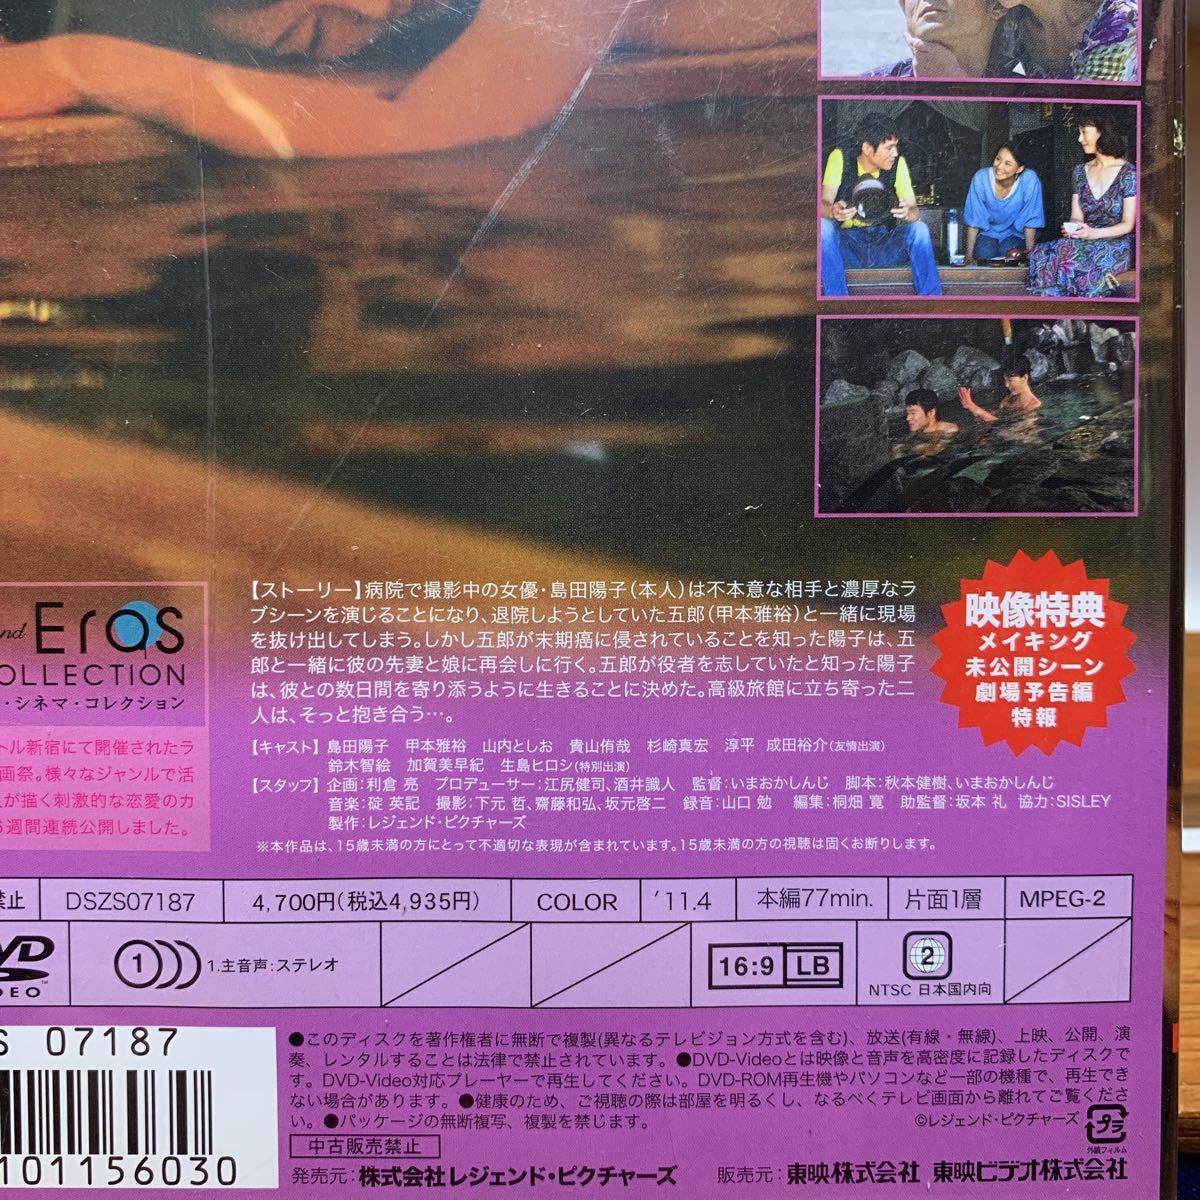 【ストーリー】病院で撮影中の女優・島田陽子(本人)は不本意な相手と濃厚なラ
ブシーンを演じることになり、退院しようとしていた五郎(甲本雅裕)と一緒に現場
を抜け出してしまう。しかし五郎が末期癌に侵されていることを知った陽子は、五
郎と一緒に彼の先妻と娘に再会しに行く。五郎が役者を志していたと知った陽子
は、彼との数日間を寄り添うように生きることに決めた。高級旅館に立ち寄った二
人は、そっと抱き合う…。
映像特典
メイキング
未公開シーン
劇場予告編
特報
nd Eros
OLLECTION
・シネマ・コレクション
トル新宿にて開催されたラ
画祭。様々なジャンルで活
が描く刺激的な恋愛のカ
週間連続公開しました。
【キャスト】島田陽子 甲本雅裕 山内としお 貴山侑哉 杉崎真宏 淳平 成田裕介(友情出演)
鈴木智絵 加賀美早紀 生島ヒロシ(特別出演)
【スタッフ】企画:利倉 亮 プロデューサー:江尻健司、酒井識人 監督:いまおかしんじ 脚本:秋本健樹、いまおかしんじ
音楽:碇 英記 撮影:下元 哲、齋藤和弘、坂元啓二 録音:山口 勉 編集:桐畑 寛 助監督:坂本 礼 協力:SISLEY
製作:レジェンド・ピクチャーズ
※本作品は、15歳未満の方にとって不適切な表現が含まれています。15歳未満の方の視聴は固くお断りします。
禁止 DSZS07187 4,700円(税込4,935円) COLOR '11.4 本編77min. 片面1層 MPEG-2
DVD VIDEO 1 1.主音声:ステレオ 16:9 LB 2 NTSC 日本国内向
S 07187
101156030
●このディスクを著作権者に無断で複製(異なるテレビジョン方式を含む)、放送(有線・無線)、上映、公開、演
奏、レンタルすることは法律で禁止されています。●DVD-Videoとは映像と音声を高密度に記録したディスクで
す。DVD-Video対応プレーヤーで再生してください。DVD-ROM再生機やパソコンなど一部の機種で、再生でき
ない場合があります。●健康のため、ご視聴の際は部屋を明るくし、なるべくテレビ画面から離れてご覧くださ
い。●パッケージの無断複写、複製を禁じます。
©レジェンド・ピクチャーズ
プラ
外装フィルム
中古販売禁止
発売元:株式会社レジェンド・ピクチャーズ 販売元:東映株式会社 東映ビデオ株式会社